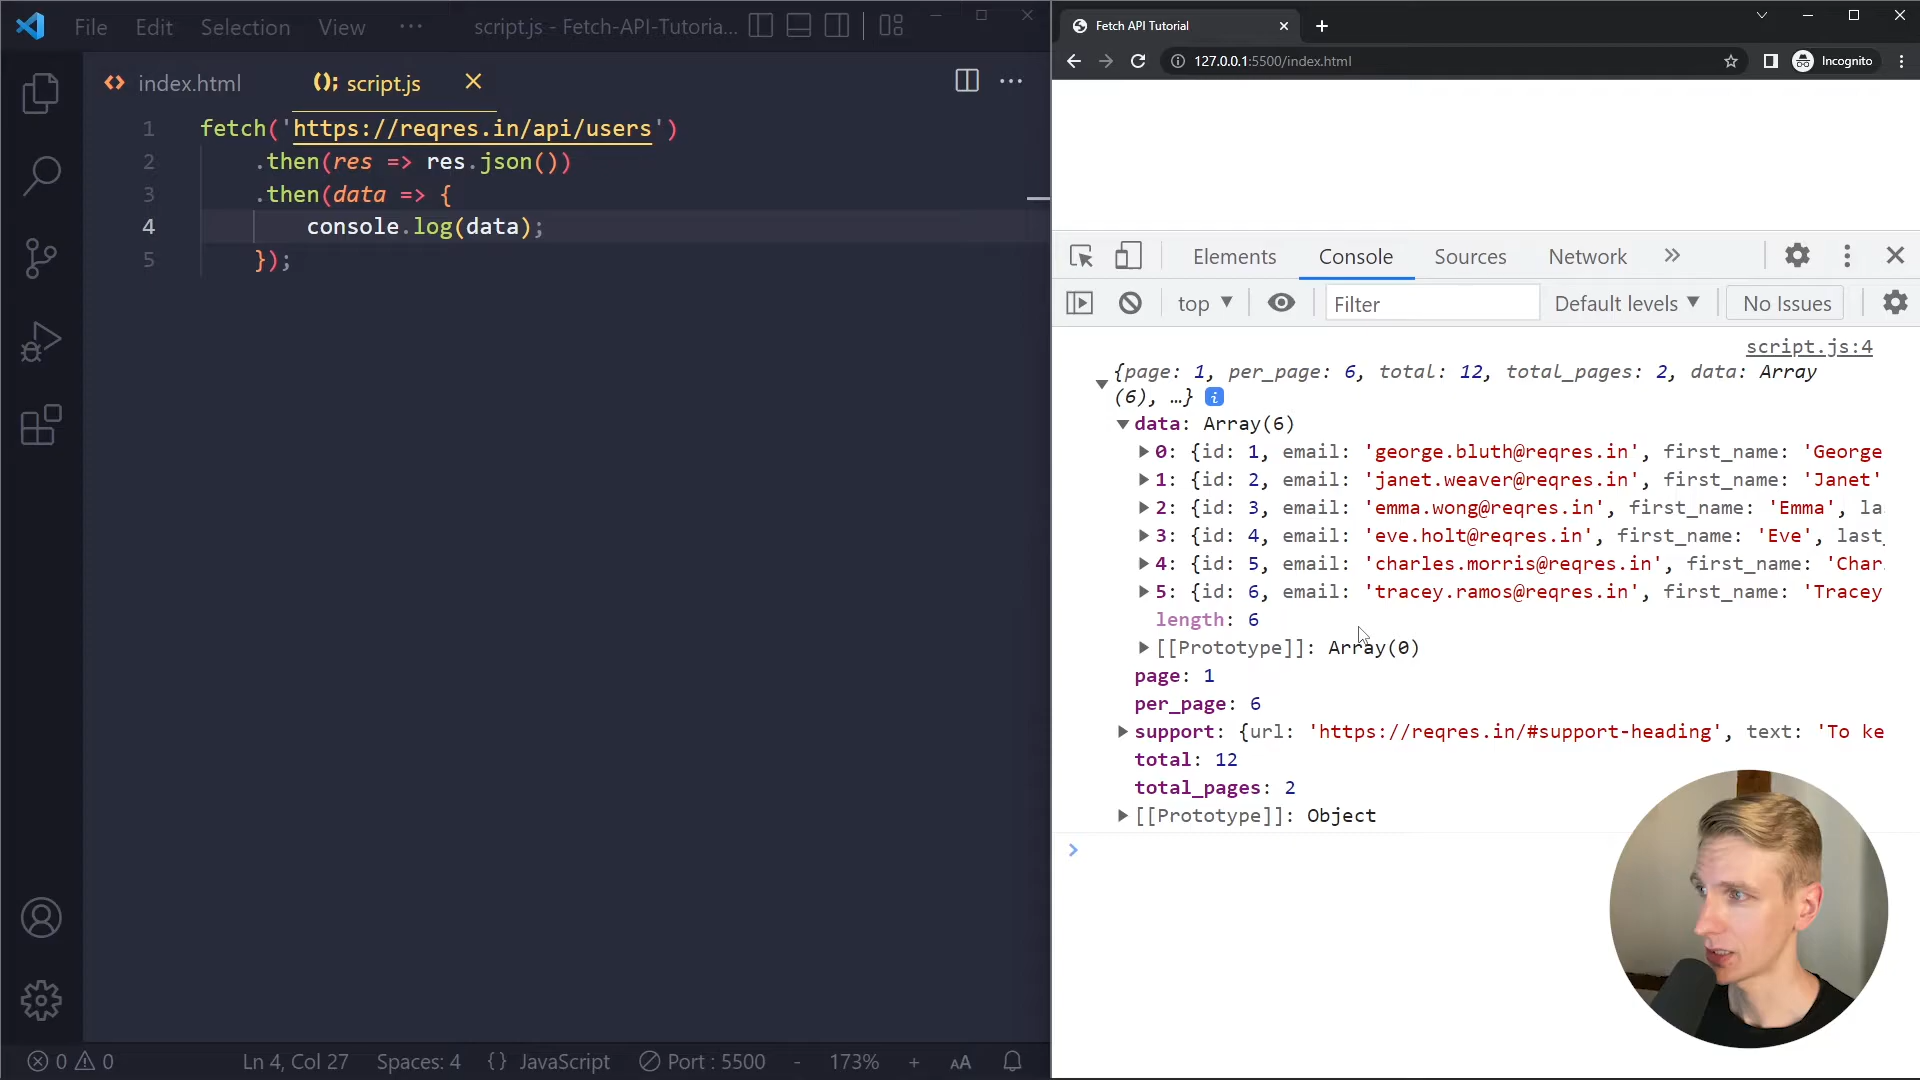 File Edit Selection View ··· script.js - Fetch-API-Tutoria...
index.html script.js
1 fetch('https://reqres.in/api/users')
2 .then(res => res.json())
3 .then(data => {
4 console.log(data);
5 });
0 0 Ln 4, Col 27 Spaces: 4 {} JavaScript Port : 5500 - 173% +
Fetch API Tutorial
127.0.0.1:5500/index.html Incognito
Elements Console Sources Network
top Filter Default levels No Issues
script.js:4
{page: 1, per_page: 6, total: 12, total_pages: 2, data: Array
(6), …} i
data: Array(6)
0: {id: 1, email: 'george.bluth@reqres.in', first_name: 'George
1: {id: 2, email: 'janet.weaver@reqres.in', first_name: 'Janet'
2: {id: 3, email: 'emma.wong@reqres.in', first_name: 'Emma', la
3: {id: 4, email: 'eve.holt@reqres.in', first_name: 'Eve', last_
4: {id: 5, email: 'charles.morris@reqres.in', first_name: 'Char
5: {id: 6, email: 'tracey.ramos@reqres.in', first_name: 'Tracey
length: 6
[[Prototype]]: Array(0)
page: 1
per_page: 6
support: {url: 'https://reqres.in/#support-heading', text: 'To ke
total: 12
total_pages: 2
[[Prototype]]: Object